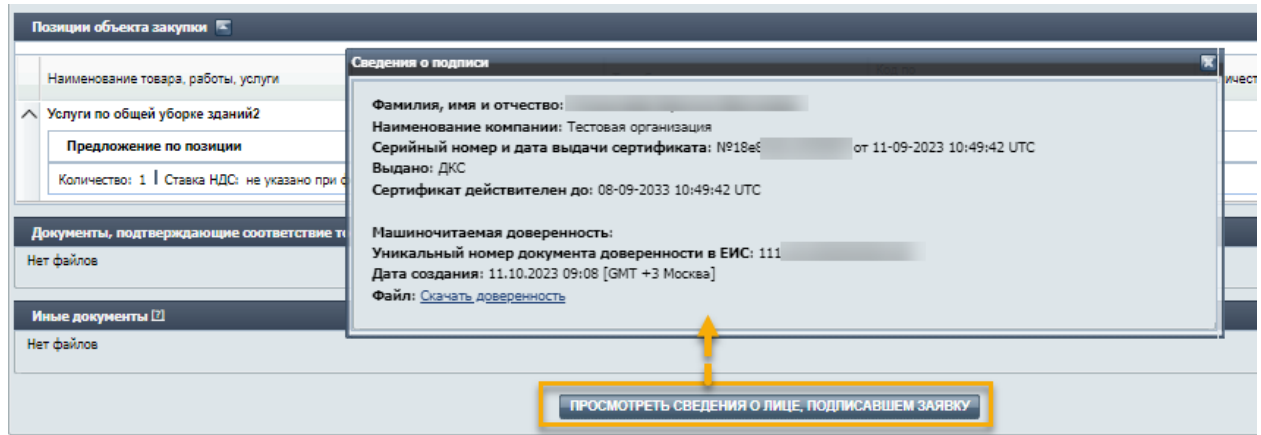 Позиции объекта закупки
Наименование товара, работы, услуги
Услуги по общей уборке зданий2
Предложение по позиции
Количество: 1 | Ставка НДС: не указано при
Документы, подтверждающие соответствие
Нет файлов
Иные документы [?]
Нет файлов
Сведения о подписи
Фамилия, имя и отчество:
Наименование компании: Тестовая организация
Серийный номер и дата выдачи сертификата: №18e8 от 11-09-2023 10:49:42 UTC
Выдано: ДКС
Сертификат действителен до: 08-09-2033 10:49:42 UTC
Машиночитаемая доверенность:
Уникальный номер документа доверенности в ЕИС: 111
Дата создания: 11.10.2023 09:08 [GMT +3 Москва]
Файл: Скачать доверенность
ПРОСМОТРЕТЬ СВЕДЕНИЯ О ЛИЦЕ, ПОДПИСАВШЕМ ЗАЯВКУ